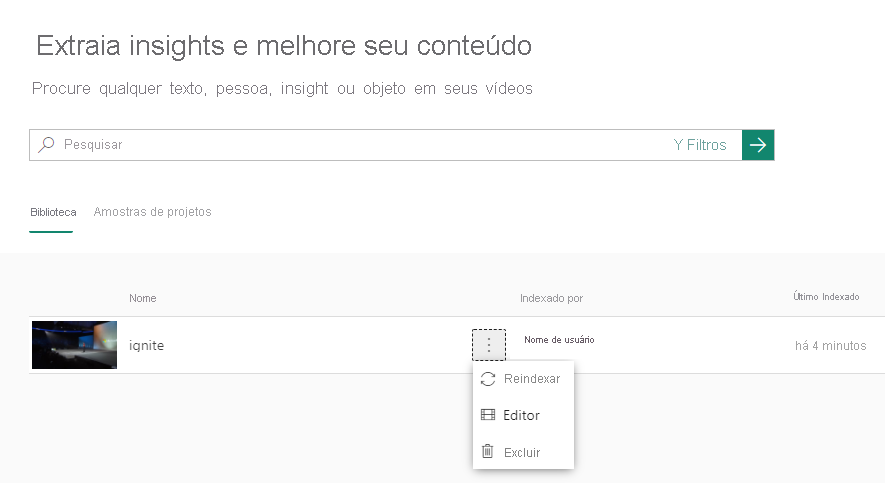 Extraia insights e melhore seu conteúdo
Procure qualquer texto, pessoa, insight ou objeto em seus vídeos
Pesquisar
Y Filtros
Biblioteca
Amostras de projetos
Nome
Indexado por
Último Indexado
ignite
Nome de usuário
há 4 minutos
Reindexar
Editor
Excluir